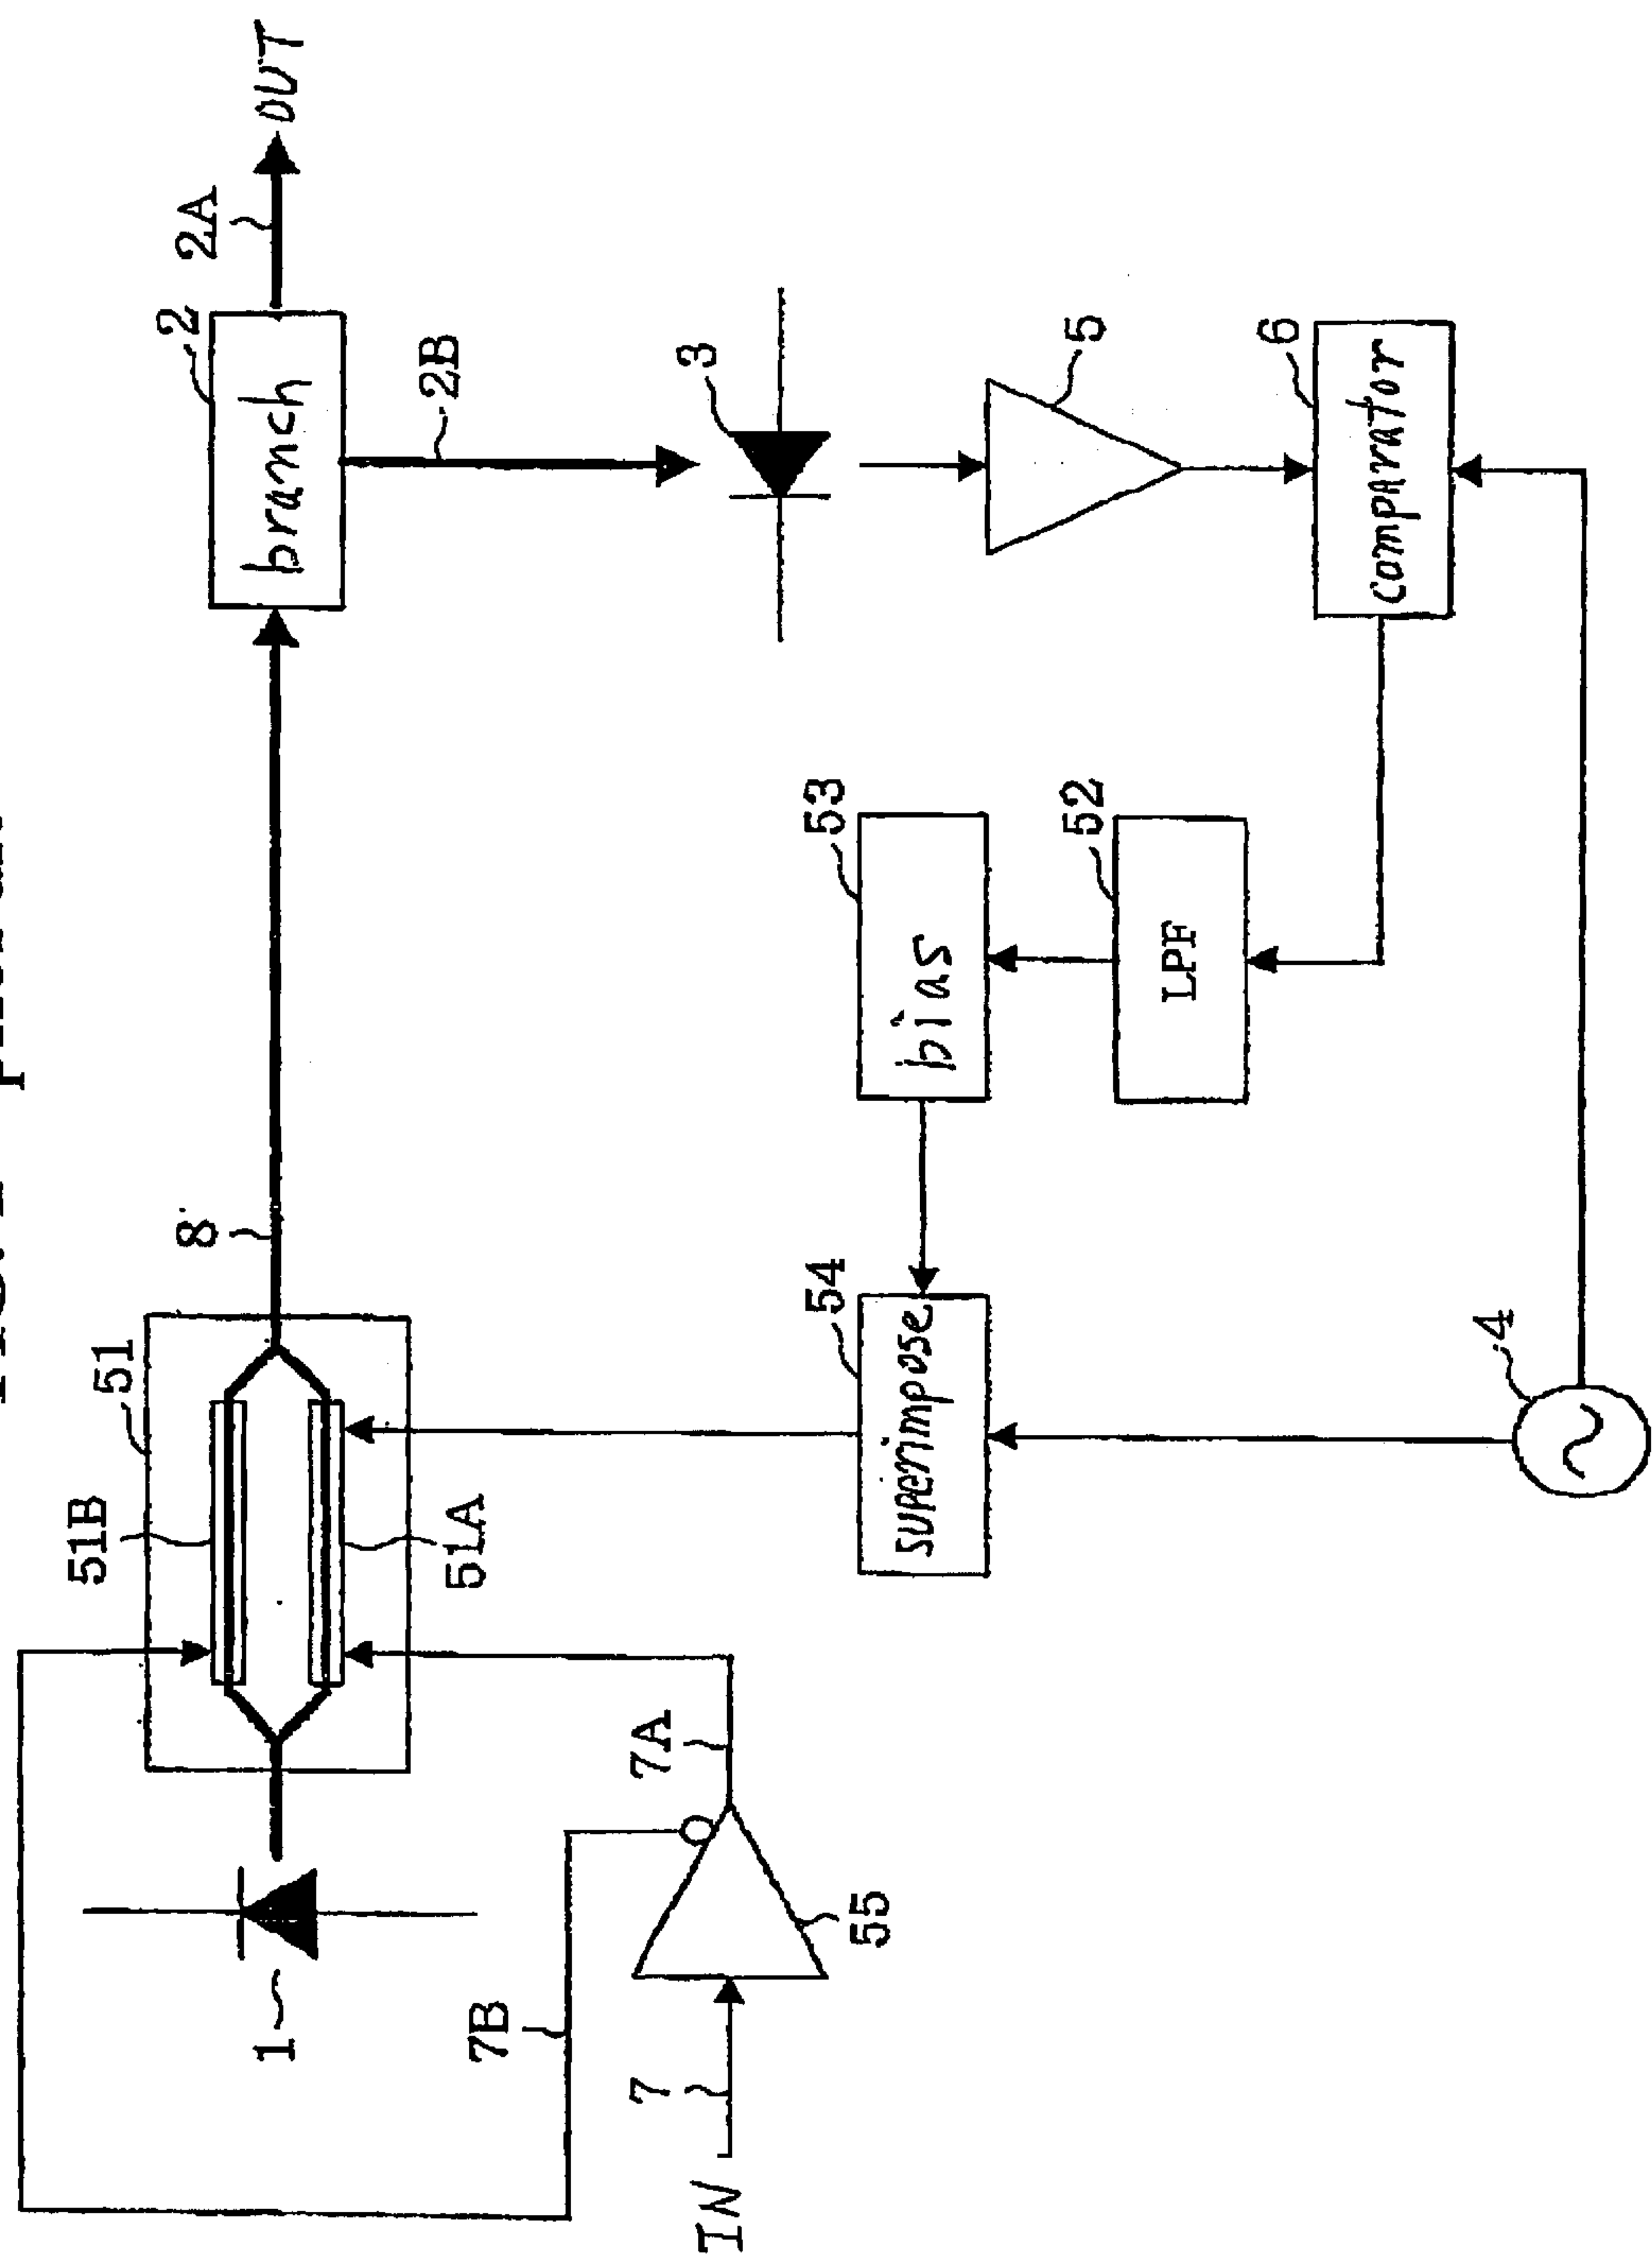 51
8
2
2A
OUT
51B
branch
51A
2B
1
3
7B
7A
54
53
superimpose
bias
5
7
IN
55
52
LPF
6
comparator
4